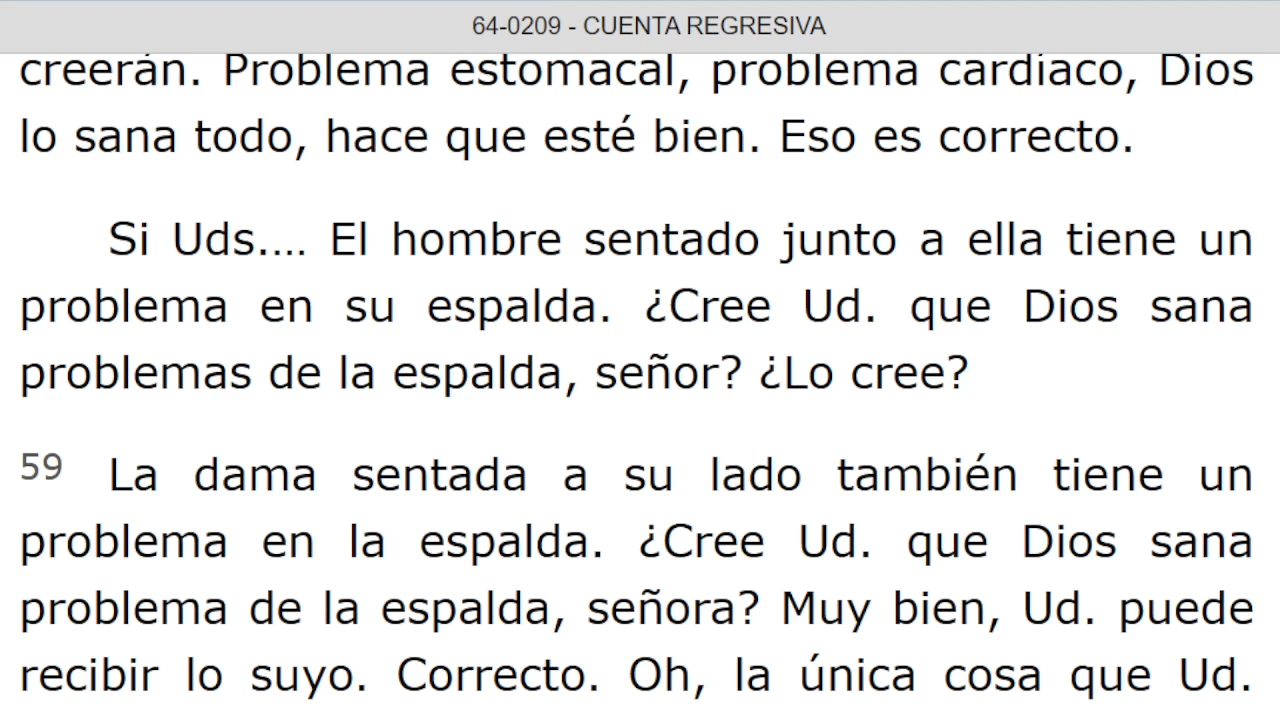 64-0209 - CUENTA REGRESIVA
creerán. Problema estomacal, problema cardíaco, Dios
lo sana todo, hace que esté bien. Eso es correcto.
Si Uds.... El hombre sentado junto a ella tiene un
problema en su espalda. ¿Cree Ud. que Dios sana
problemas de la espalda, señor? ¿Lo cree?
59 La dama sentada a su lado también tiene un
problema en la espalda. ¿Cree Ud. que Dios sana
problema de la espalda, señora? Muy bien, Ud. puede
recibir lo suyo. Correcto. Oh, la única cosa que Ud.